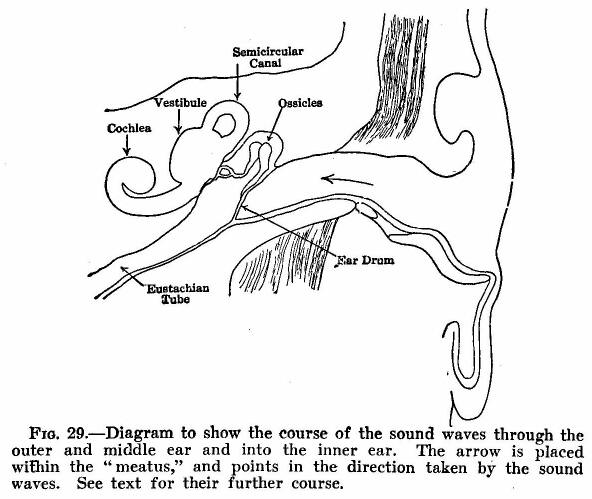 Semicircular
Canal
Vestibule
Ossicles
Cochlea
Ear Drum
Eustachian
Tube
FIG. 29.—Diagram to show the course of the sound waves through the
outer and middle ear and into the inner ear. The arrow is placed
within the “meatus,” and points in the direction taken by the sound
waves. See text for their further course.